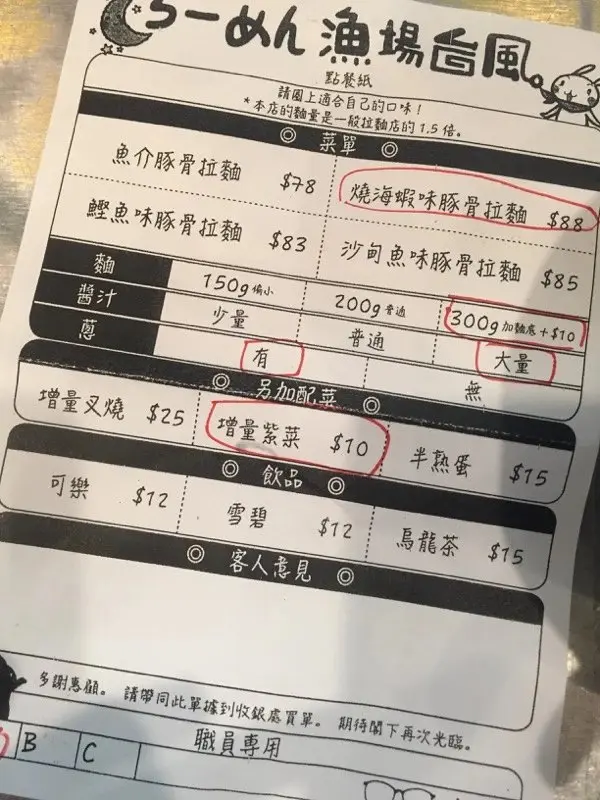 らーめん 漁場台風。
點餐紙
請圈上適合自己的口味！
*本店的麵量是一般拉麵店的1.5倍。
◎ 菜單 ◎
魚介豚骨拉麵 $78 燒海蝦味豚骨拉麵 $88
鰹魚味豚骨拉麵 $83 沙甸魚味豚骨拉麵 $85
麵 150g 偏小 200g 普通 300g 加麵底+$10
醬汁 少量 普通 大量
蔥 有 無
◎ 另加配菜 ◎
增量叉燒 $25 增量紫菜 $10 半熟蛋 $15
◎ 飲品 ◎
可樂 $12 雪碧 $12 烏龍茶 $15
◎ 客人意見 ◎
多謝惠顧。 請帶同此單據到收銀處買單。 期待閣下再次光臨。
B C 職員專用